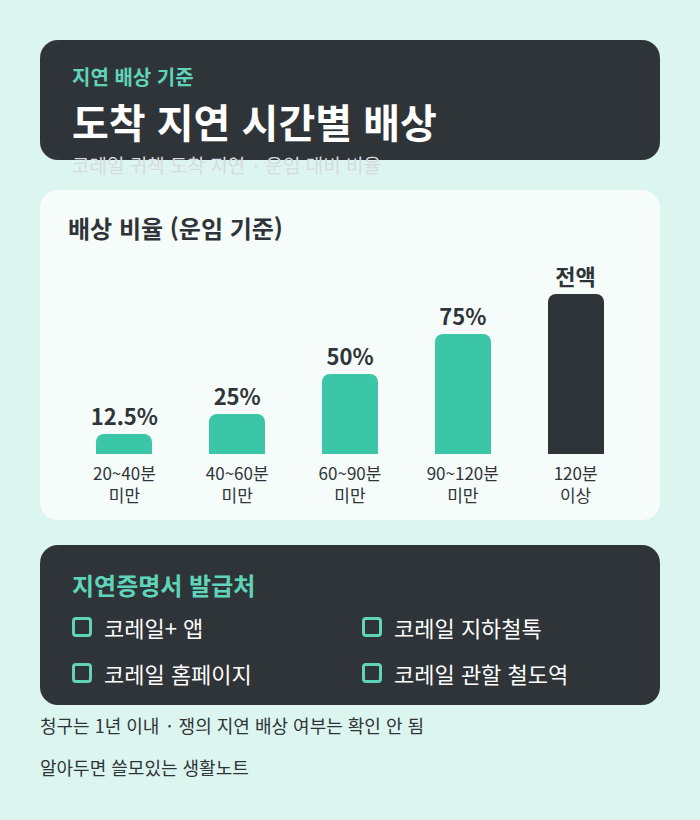 지연 배상 기준
도착 지연 시간별 배상
코레일 귀책 도착 지연 · 운임 대비 비율
배상 비율 (운임 기준)
12.5%
25%
50%
75%
전액
20~40분 미만
40~60분 미만
60~90분 미만
90~120분 미만
120분 이상
지연증명서 발급처
코레일+ 앱
코레일 지하철톡
코레일 홈페이지
코레일 관할 철도역
청구는 1년 이내 · 쟁의 지연 배상 여부는 확인 안 됨
알아두면 쓸모있는 생활노트